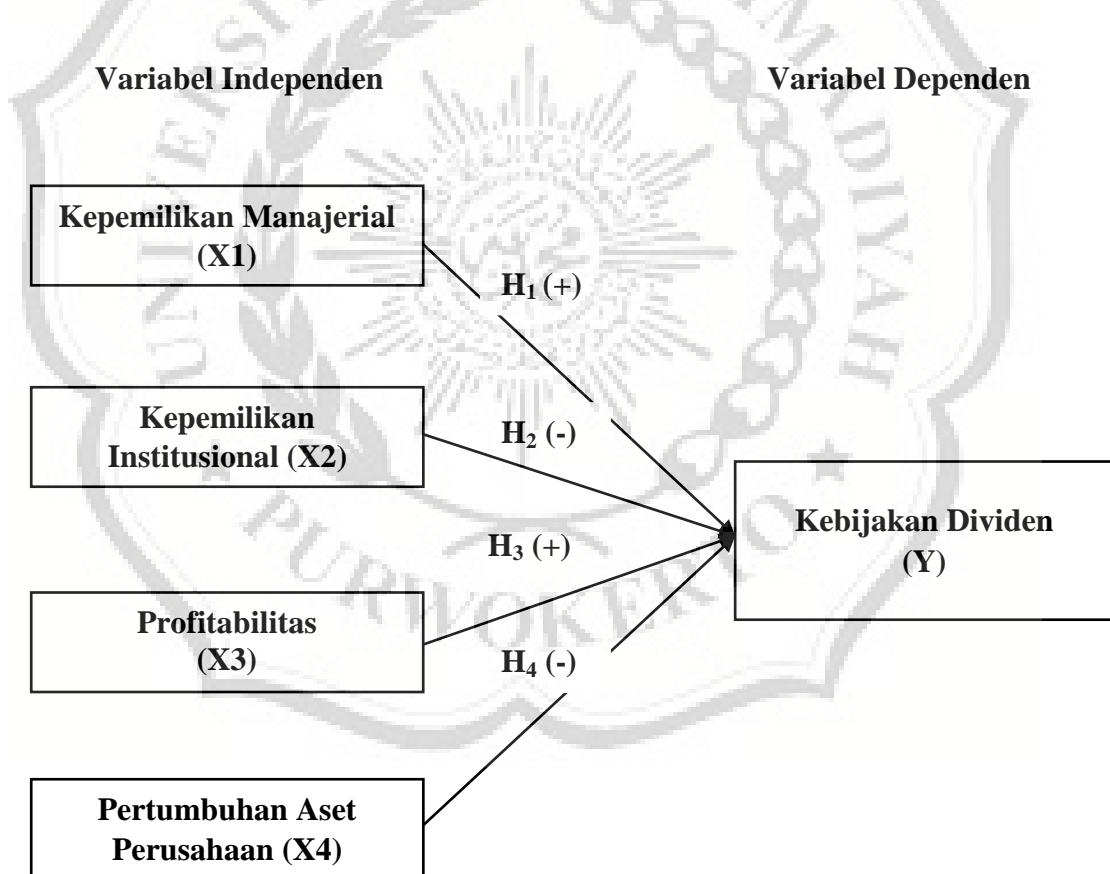 Variabel Independen
Variabel Dependen
Kepemilikan Manajerial
(X1)
H₁ (+)
Kepemilikan
Institusional (X2)
H₂ (-)
Kebijakan Dividen
(Y)
H₃ (+)
Profitabilitas
(X3)
H₄ (-)
Pertumbuhan Aset
Perusahaan (X4)
PURWOKERTO